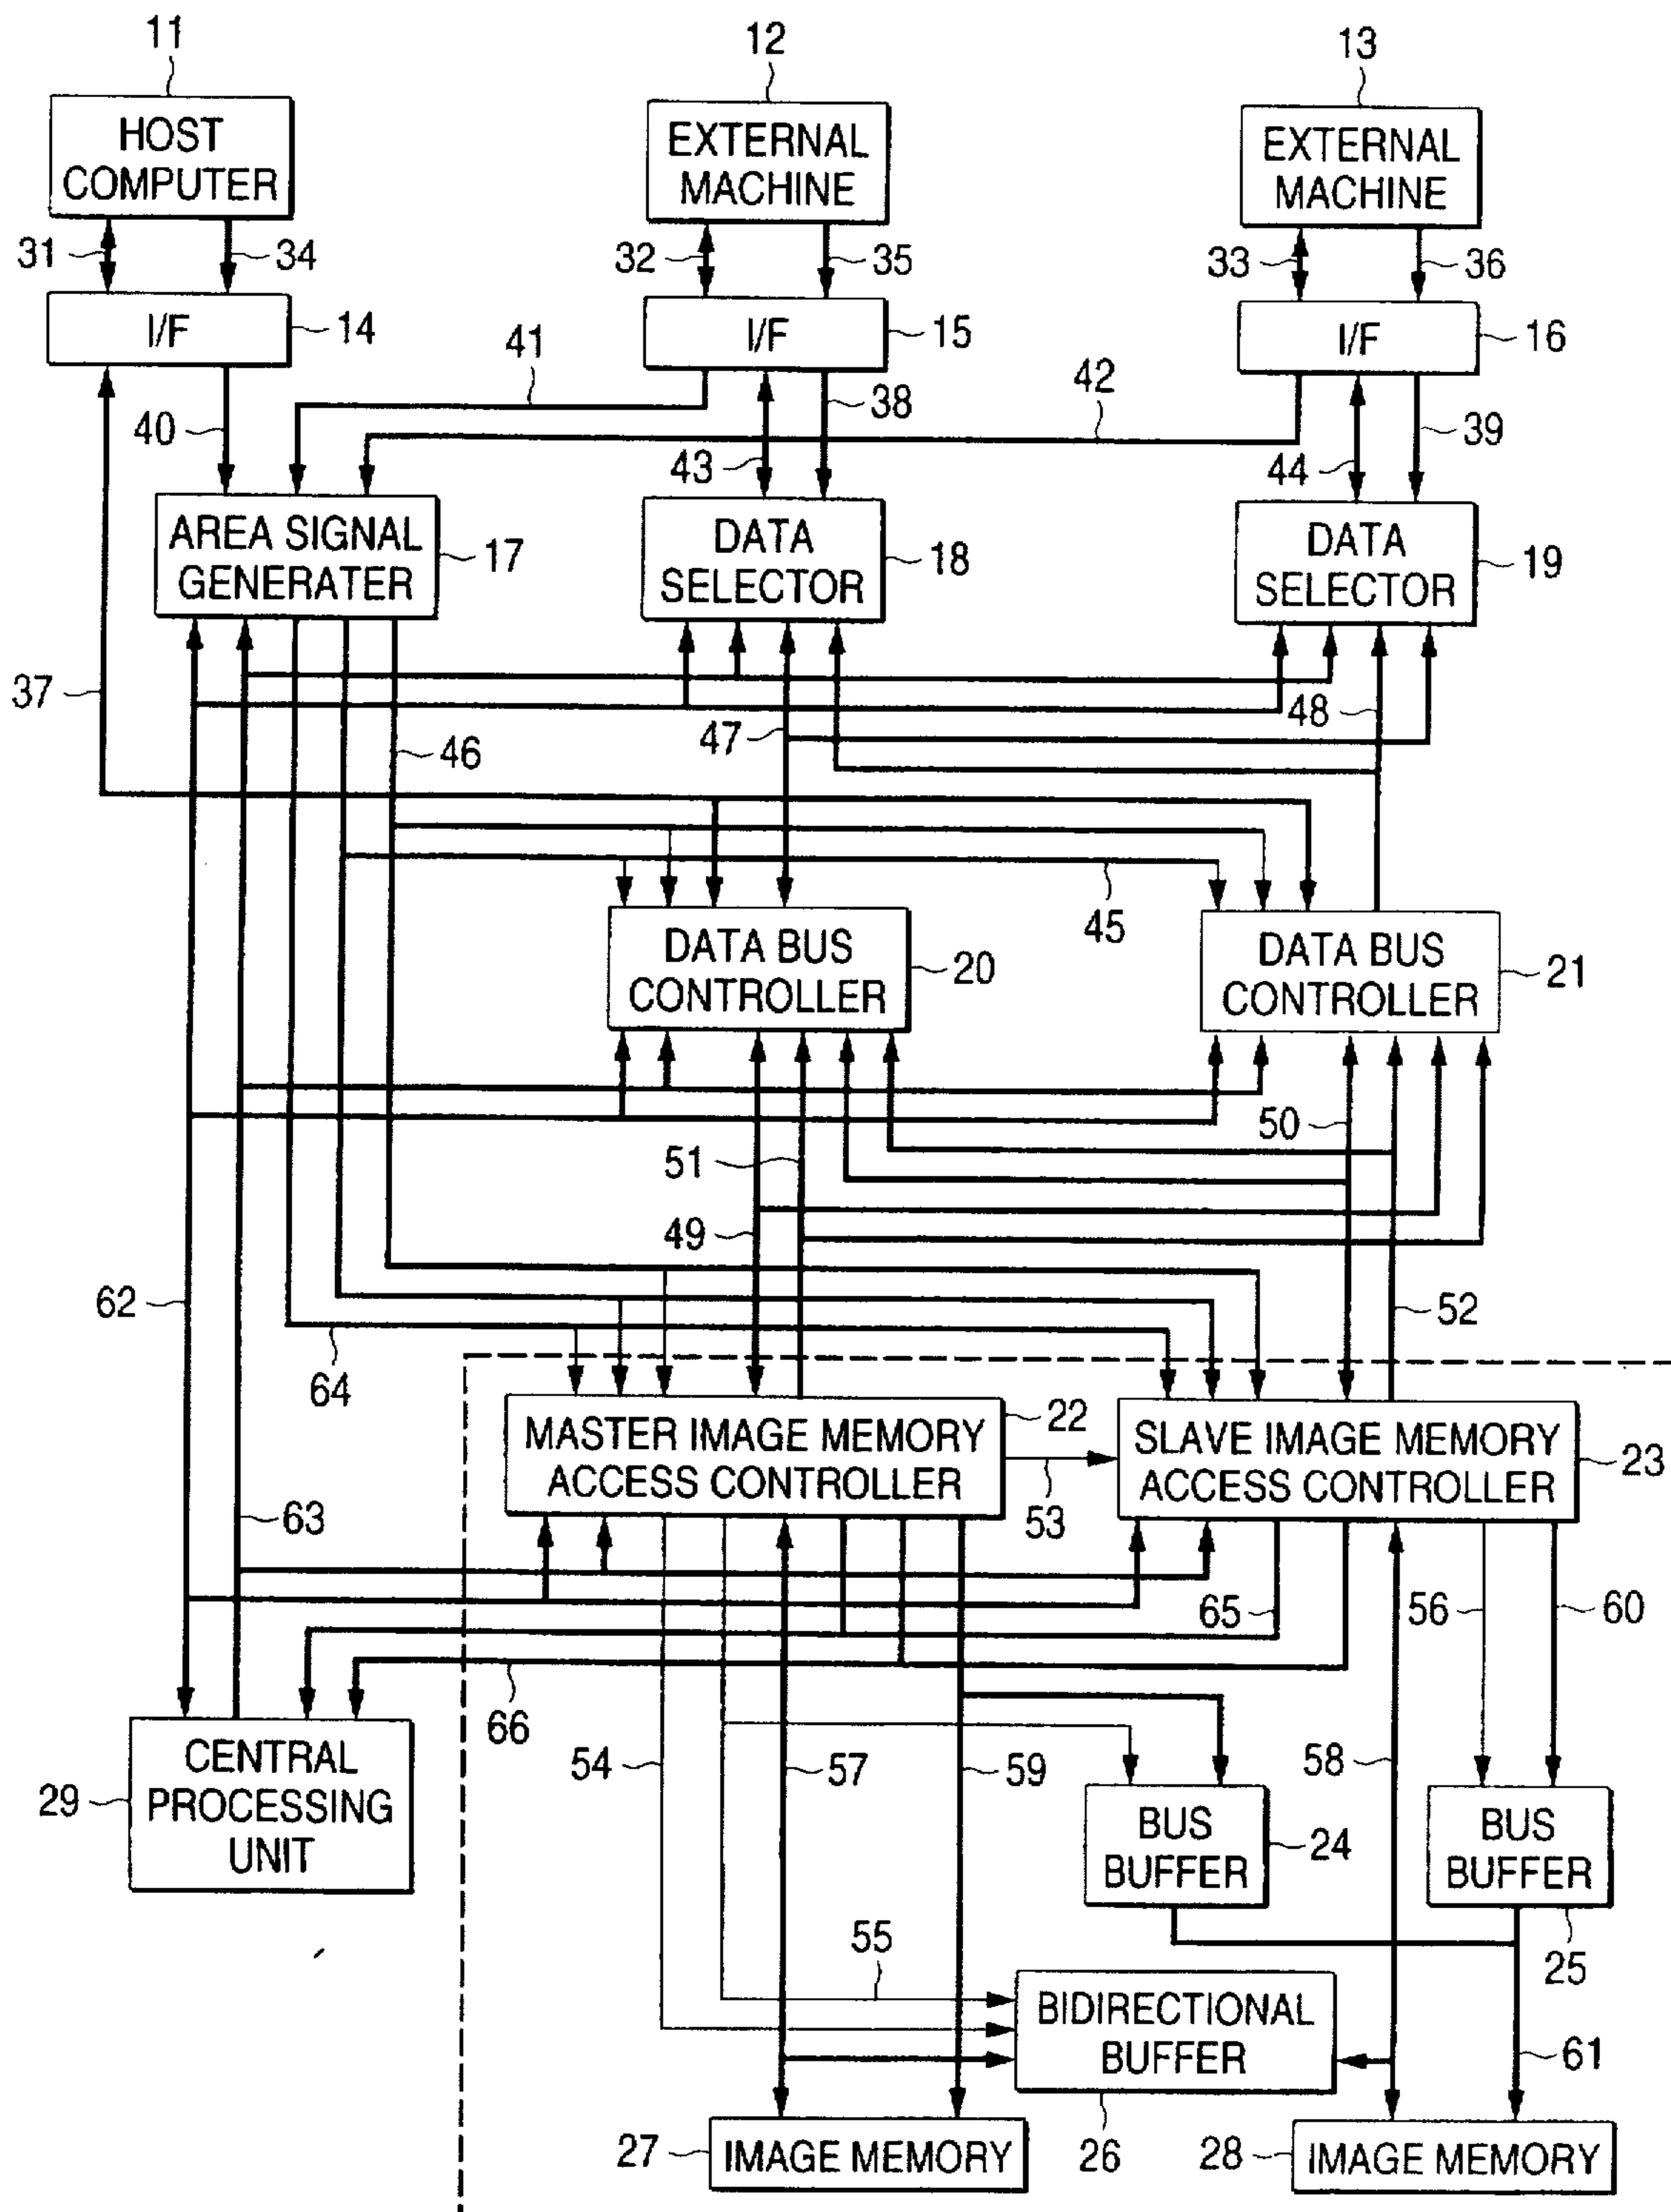 11
12
13
HOST
COMPUTER
EXTERNAL
MACHINE
EXTERNAL
MACHINE
31
34
32
35
33
36
I/F
14
I/F
15
I/F
16
41
42
40
38
39
43
44
AREA SIGNAL
GENERATER
17
DATA
SELECTOR
18
DATA
SELECTOR
19
37
46
47
48
45
DATA BUS
CONTROLLER
20
DATA BUS
CONTROLLER
21
50
51
49
62
52
64
MASTER IMAGE MEMORY
ACCESS CONTROLLER
22
SLAVE IMAGE MEMORY
ACCESS CONTROLLER
23
53
63
65
56
60
66
54
57
59
58
CENTRAL
PROCESSING
UNIT
29
BUS
BUFFER
24
BUS
BUFFER
25
55
BIDIRECTIONAL
BUFFER
26
61
27
IMAGE MEMORY
28
IMAGE MEMORY